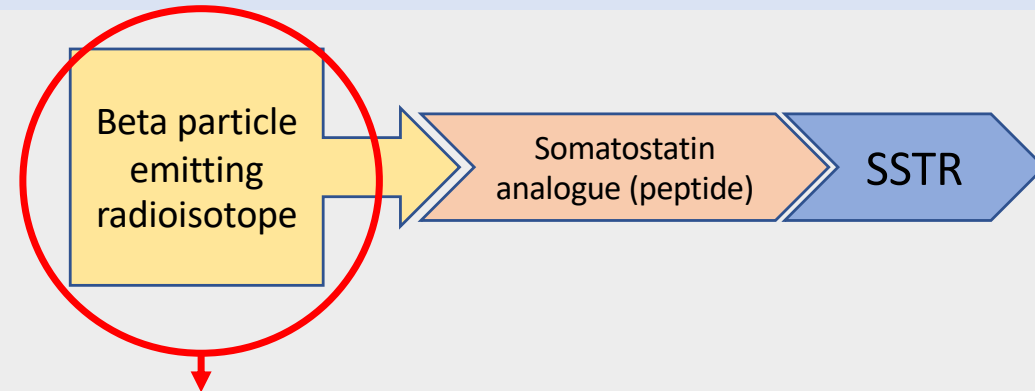 Beta particle
emitting
radioisotope
Somatostatin
analogue (peptide)
SSTR